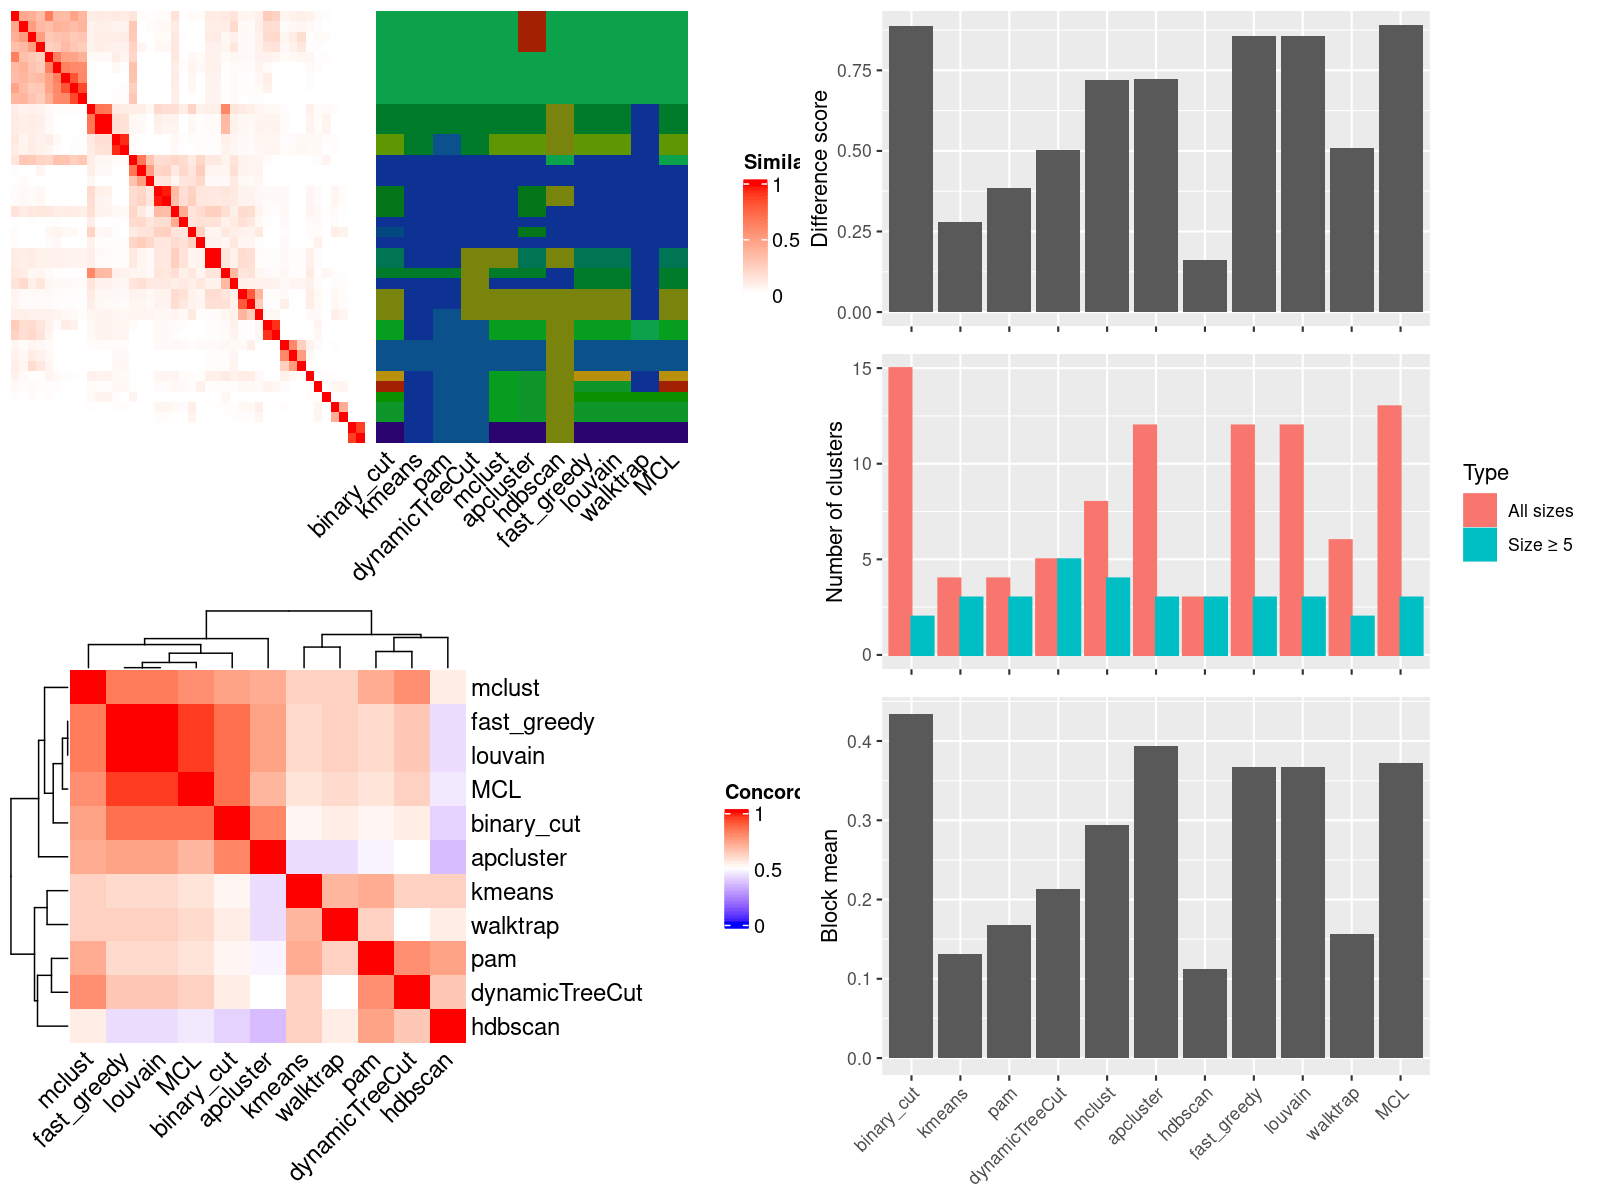 Simila
1
0.5
0
binary_cut
kmeans
pam
dynamicTreeCut
mclust
apcluster
hdbscan
fast_greedy
louvain
walktrap
MCL
mclust
fast_greedy
louvain
MCL
binary_cut
apcluster
kmeans
walktrap
pam
dynamicTreeCut
hdbscan
Concord
1
0.5
0
mclust
fast_greedy
louvain
MCL
binary_cut
apcluster
kmeans
walktrap
pam
dynamicTreeCut
hdbscan
Difference score
0.75
0.50
0.25
0.00
Number of clusters
15
10
5
0
Type
All sizes
Size ≥ 5
Block mean
0.4
0.3
0.2
0.1
0.0
binary_cut
kmeans
pam
dynamicTreeCut
mclust
apcluster
hdbscan
fast_greedy
louvain
walktrap
MCL